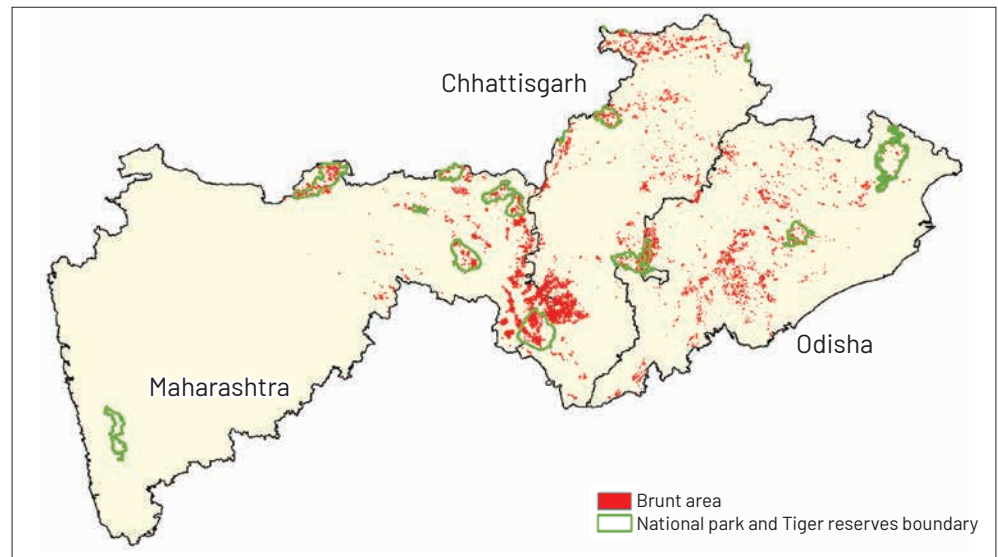 Chhattisgarh
Odisha
Maharashtra
Brunt area
National park and Tiger reserves boundary